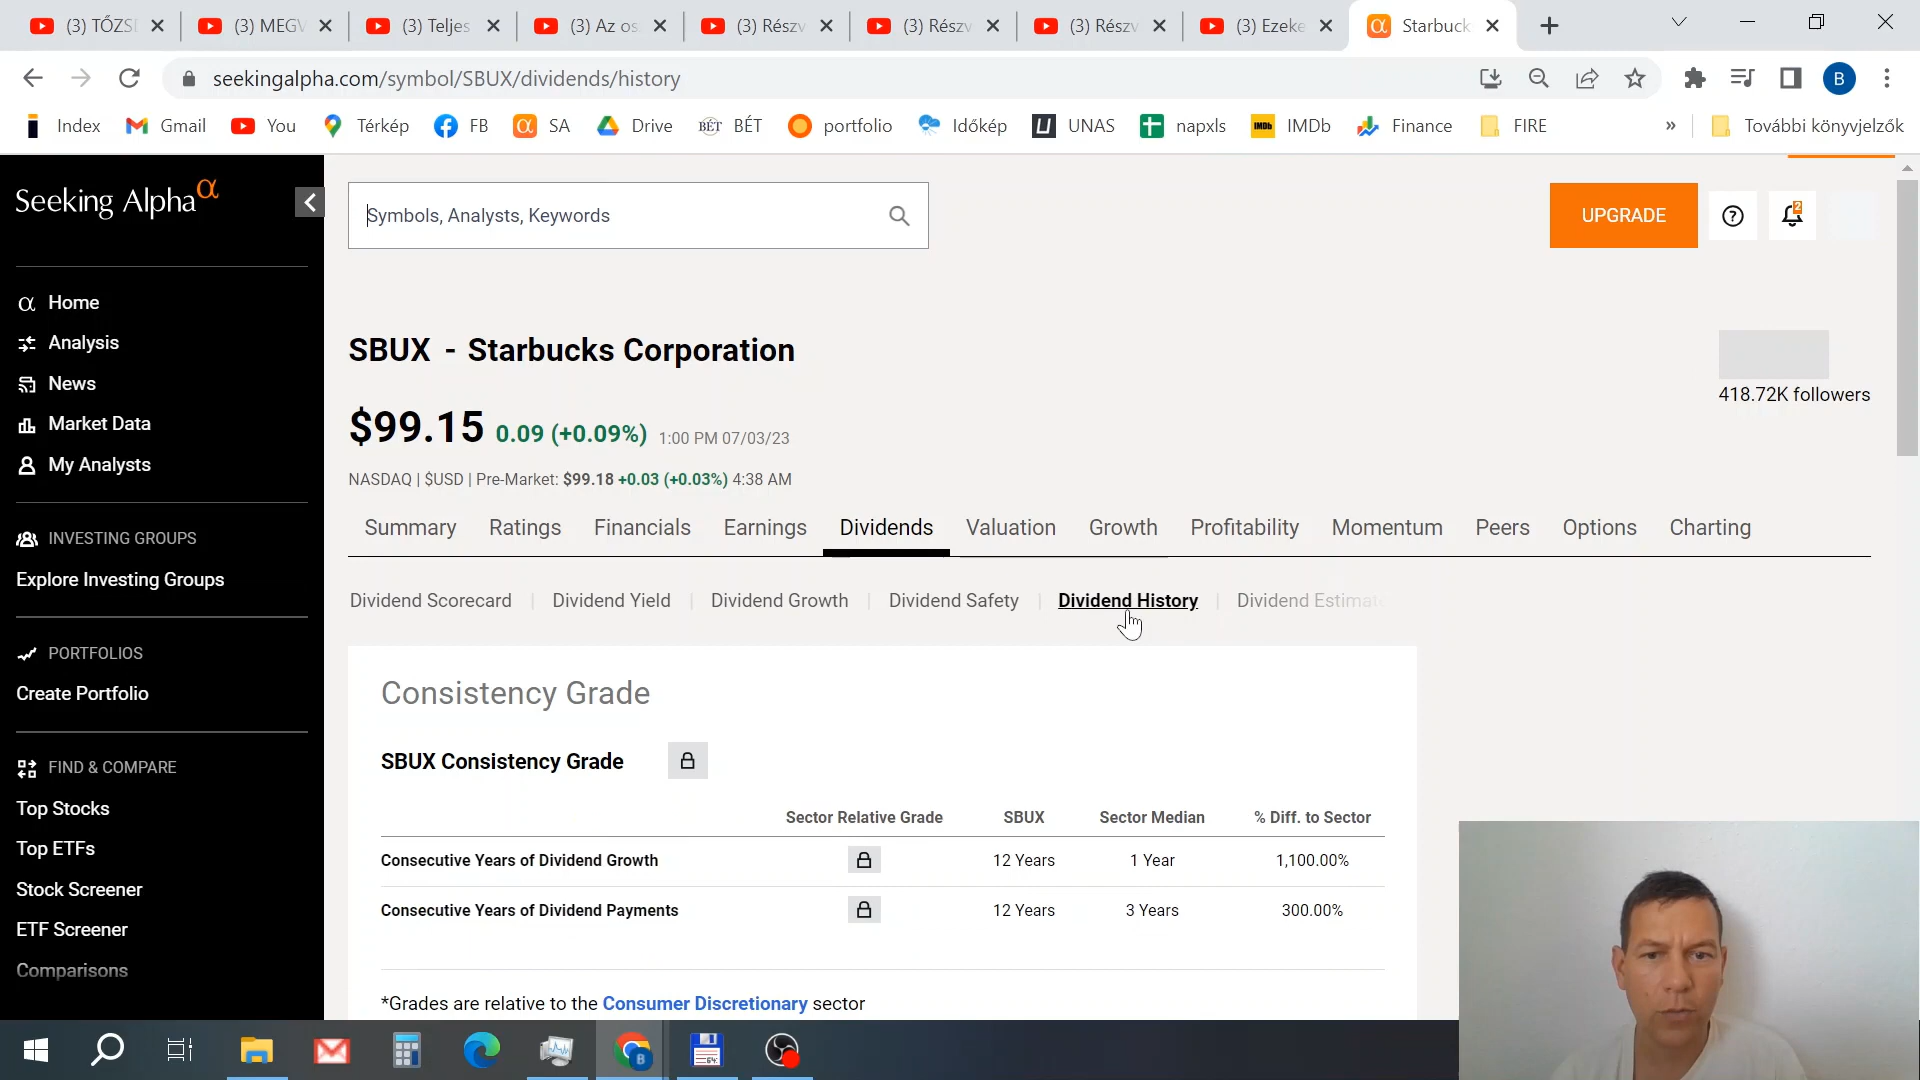 (3) TŐZS
(3) MEGV
(3) Teljes
(3) Az os
(3) Részv
(3) Részv
(3) Részv
(3) Ezeke
Starbuck
seekingalpha.com/symbol/SBUX/dividends/history
B
Index
Gmail
You
Térkép
FB
SA
Drive
BÉT BÉT
portfolio
Időkép
UNAS
napxls
IMDb IMDb
Finance
FIRE
»
További könyvjelzők
Seeking Alpha α
Symbols, Analysts, Keywords
UPGRADE
2
Home
Analysis
News
Market Data
My Analysts
INVESTING GROUPS
Explore Investing Groups
PORTFOLIOS
Create Portfolio
FIND & COMPARE
Top Stocks
Top ETFs
Stock Screener
ETF Screener
Comparisons
SBUX - Starbucks Corporation
418.72K followers
$99.15 0.09 (+0.09%) 1:00 PM 07/03/23
NASDAQ | $USD | Pre-Market: $99.18 +0.03 (+0.03%) 4:38 AM
Summary Ratings Financials Earnings Dividends Valuation Growth Profitability Momentum Peers Options Charting
Dividend Scorecard | Dividend Yield | Dividend Growth | Dividend Safety | Dividend History | Dividend Estimat
Consistency Grade
SBUX Consistency Grade
Sector Relative Grade SBUX Sector Median % Diff. to Sector
Consecutive Years of Dividend Growth 12 Years 1 Year 1,100.00%
Consecutive Years of Dividend Payments 12 Years 3 Years 300.00%
*Grades are relative to the Consumer Discretionary sector
B
64